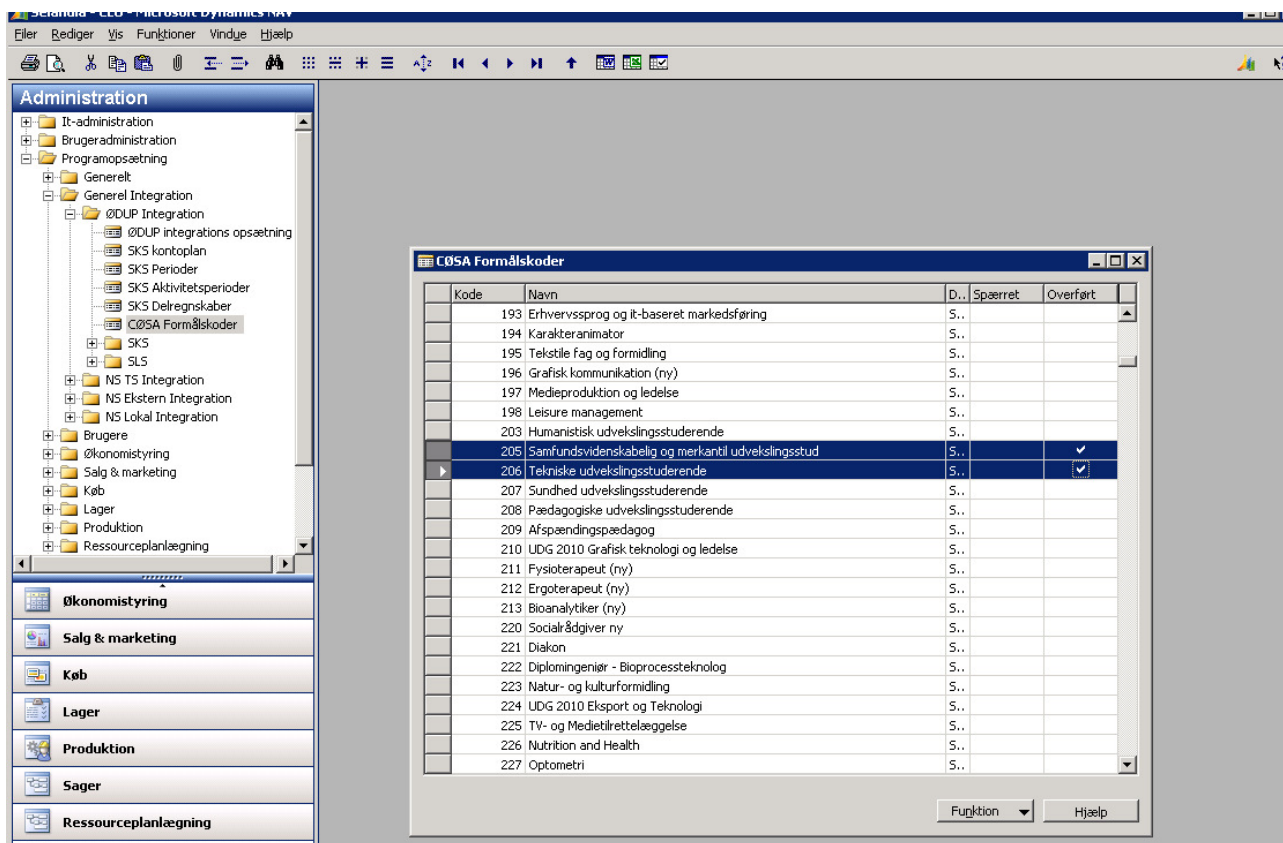 Selandia - CEU - Microsoft Dynamics NAV
Filer Rediger Vis Funktioner Vindue Hjælp
Administration
It-administration
Brugeradministration
Programopsætning
Generelt
Generel Integration
ØDUP Integration
ØDUP integrations opsætning
SKS kontoplan
SKS Perioder
SKS Aktivitetsperioder
SKS Delregnskaber
CØSA Formålskoder
SKS
SLS
NS TS Integration
NS Ekstern Integration
NS Lokal Integration
Brugere
Økonomistyring
Salg & marketing
Køb
Lager
Produktion
Ressourceplanlægning
Økonomistyring
Salg & marketing
Køb
Lager
Produktion
Sager
Ressourceplanlægning
CØSA Formålskoder
Kode Navn D.. Spærret Overført
193 Erhvervssprog og it-baseret markedsføring S..
194 Karakteranimator S..
195 Tekstile fag og formidling S..
196 Grafisk kommunikation (ny) S..
197 Medieproduktion og ledelse S..
198 Leisure management S..
203 Humanistisk udvekslingsstuderende S..
205 Samfundsvidenskabelig og merkantil udvekslingsstud S..
206 Tekniske udvekslingsstuderende S..
207 Sundhed udvekslingsstuderende S..
208 Pædagogiske udvekslingsstuderende S..
209 Afspændingspædagog S..
210 UDG 2010 Grafisk teknologi og ledelse S..
211 Fysioterapeut (ny) S..
212 Ergoterapeut (ny) S..
213 Bioanalytiker (ny) S..
220 Socialrådgiver ny S..
221 Diakon S..
222 Diplomingeniør - Bioprocessteknolog S..
223 Natur- og kulturformidling S..
224 UDG 2010 Eksport og Teknologi S..
225 TV- og Medietilrettelæggelse S..
226 Nutrition and Health S..
227 Optometri S..
Funktion Hjælp